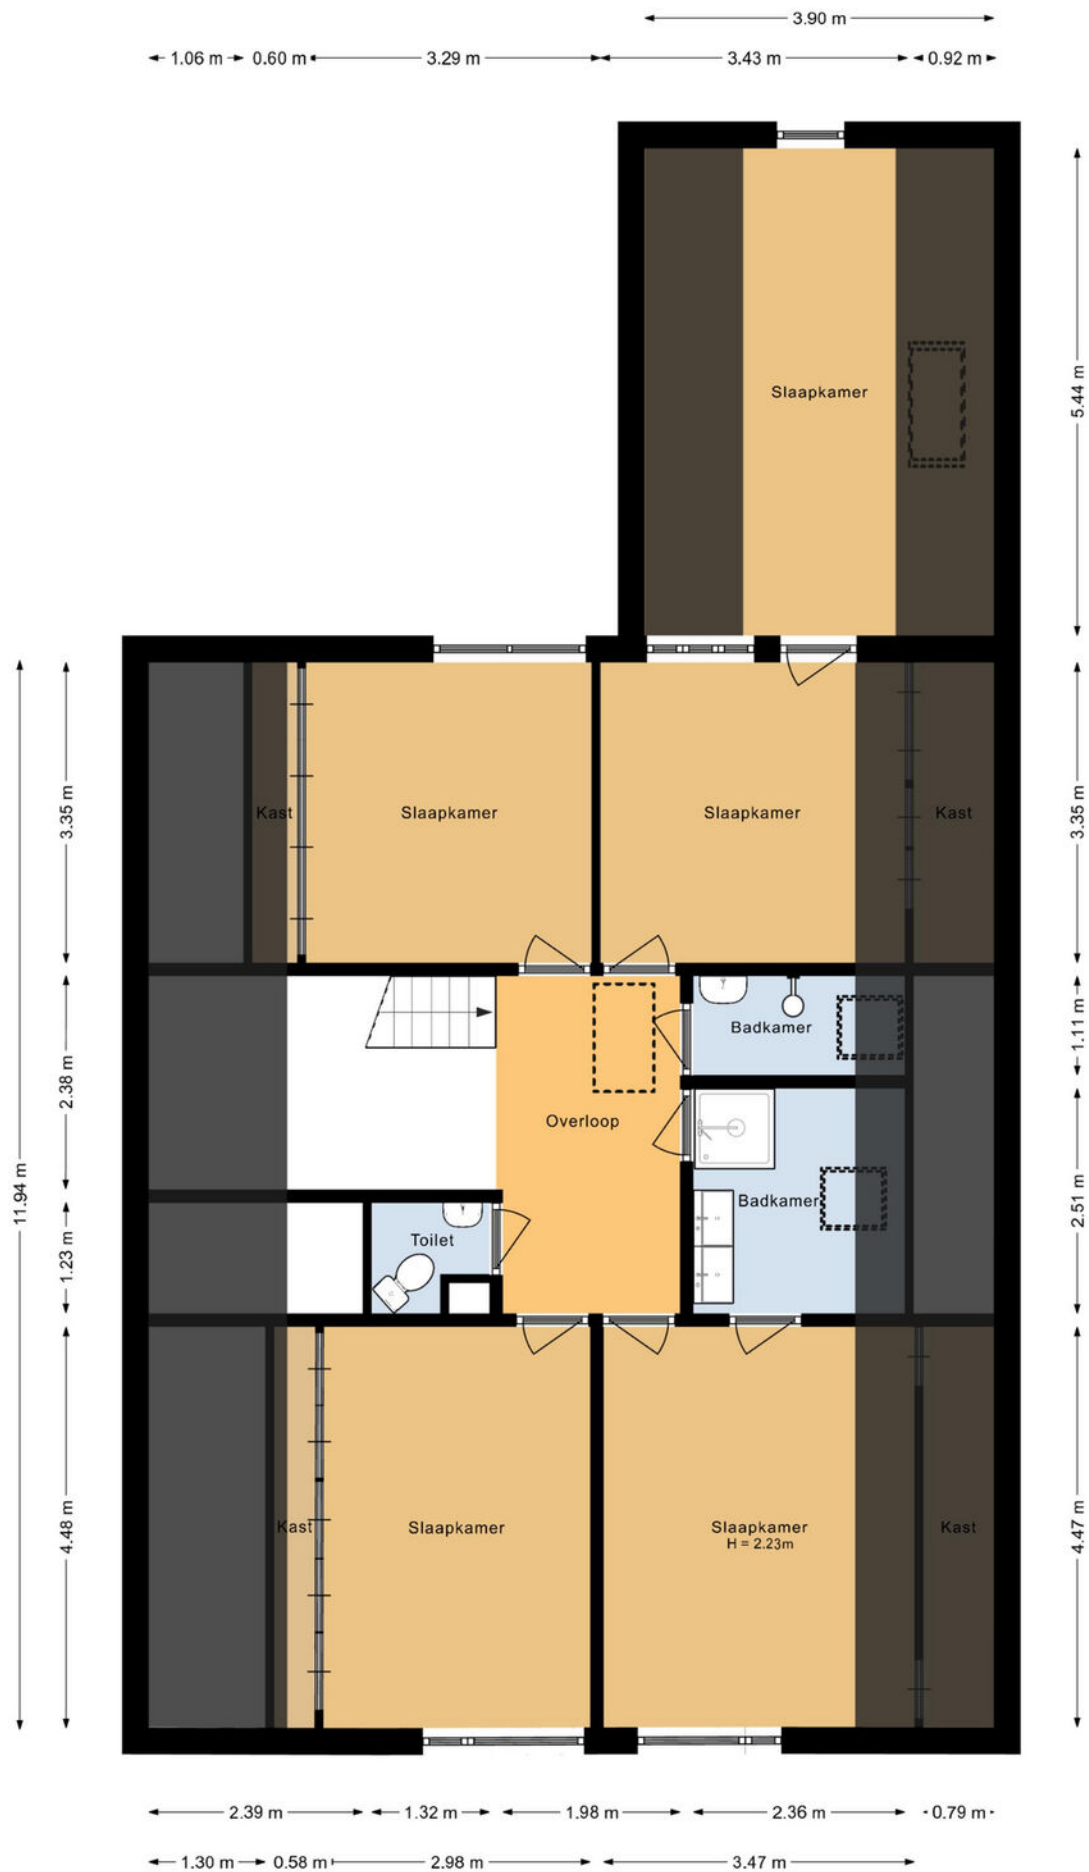 3.90 m
1.06 m
0.60 m
3.29 m
3.43 m
0.92 m
5.44 m
Slaapkamer
3.35 m
Kast
Slaapkamer
Slaapkamer
Kast
3.35 m
11.94 m
2.38 m
Badkamer
1.11 m
Overloop
Badkamer
2.51 m
1.23 m
Toilet
4.48 m
Kast
Slaapkamer
Slaapkamer
H = 2.23m
Kast
4.47 m
2.39 m
1.32 m
1.98 m
2.36 m
0.79 m
1.30 m
0.58 m
2.98 m
3.47 m